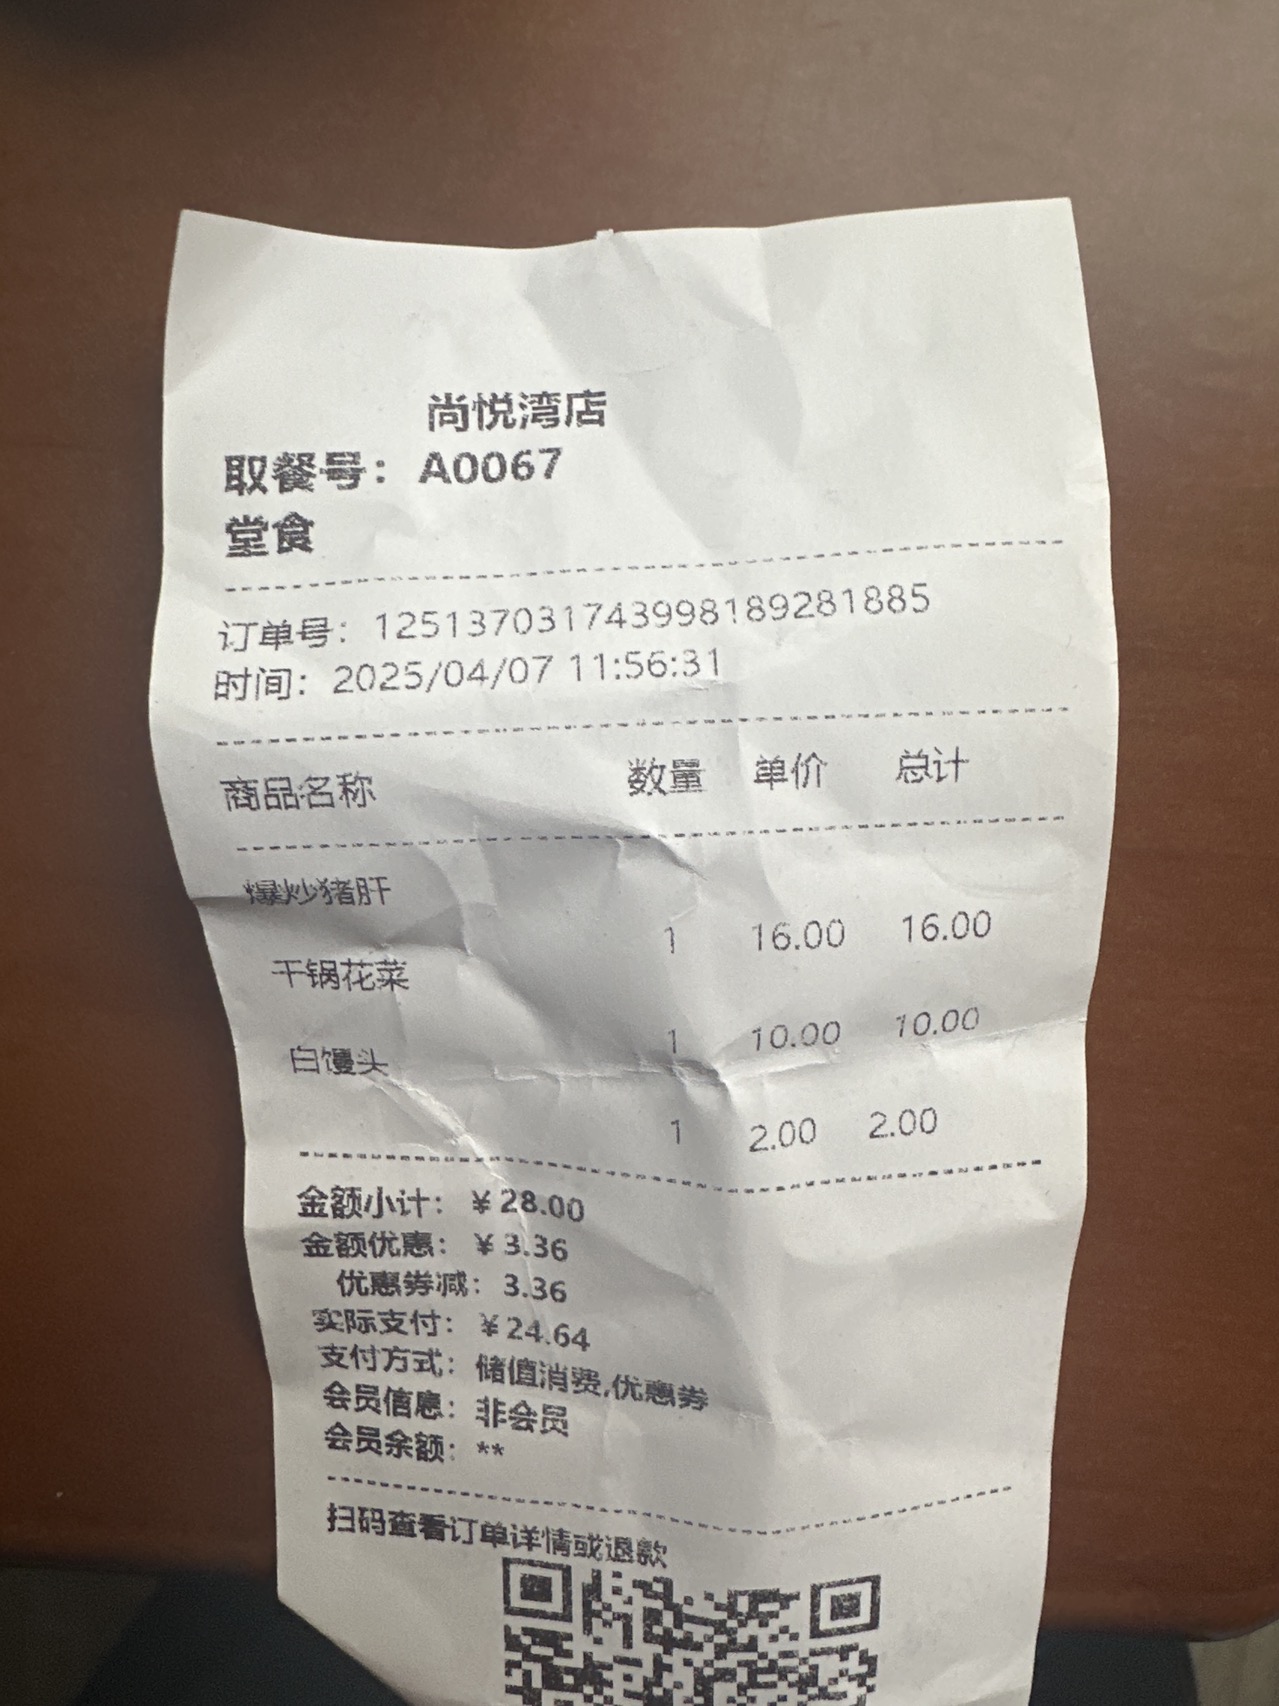 尚悦湾店
取餐号：A0067
堂食
订单号：1251370317439981892818​85
时间：2025/04/07 11:56:31
商品名称 数量 单价 总计
爆炒猪肝
1 16.00 16.00
干锅花菜
1 10.00 10.00
白馒头
1 2.00 2.00
金额小计：￥28.00
金额优惠：￥3.36
优惠券减：3.36
实际支付：￥24.64
支付方式：储值消费,优惠券
会员信息：非会员
会员余额：**
扫码查看订单详情或退款